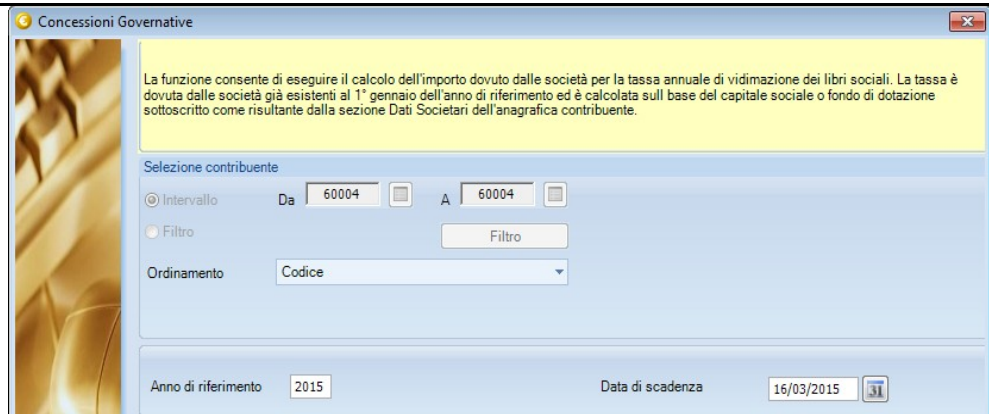 Concessioni Governative
La funzione consente di eseguire il calcolo dell'importo dovuto dalle società per la tassa annuale di vidimazione dei libri sociali. La tassa è
dovuta dalle società già esistenti al 1° gennaio dell'anno di riferimento ed è calcolata sull base del capitale sociale o fondo di dotazione
sottoscritto come risultante dalla sezione Dati Societari dell'anagrafica contribuente.
Selezione contribuente
Intervallo Da 60004 A 60004
Filtro Filtro
Ordinamento Codice
Anno di riferimento 2015 Data di scadenza 16/03/2015 31